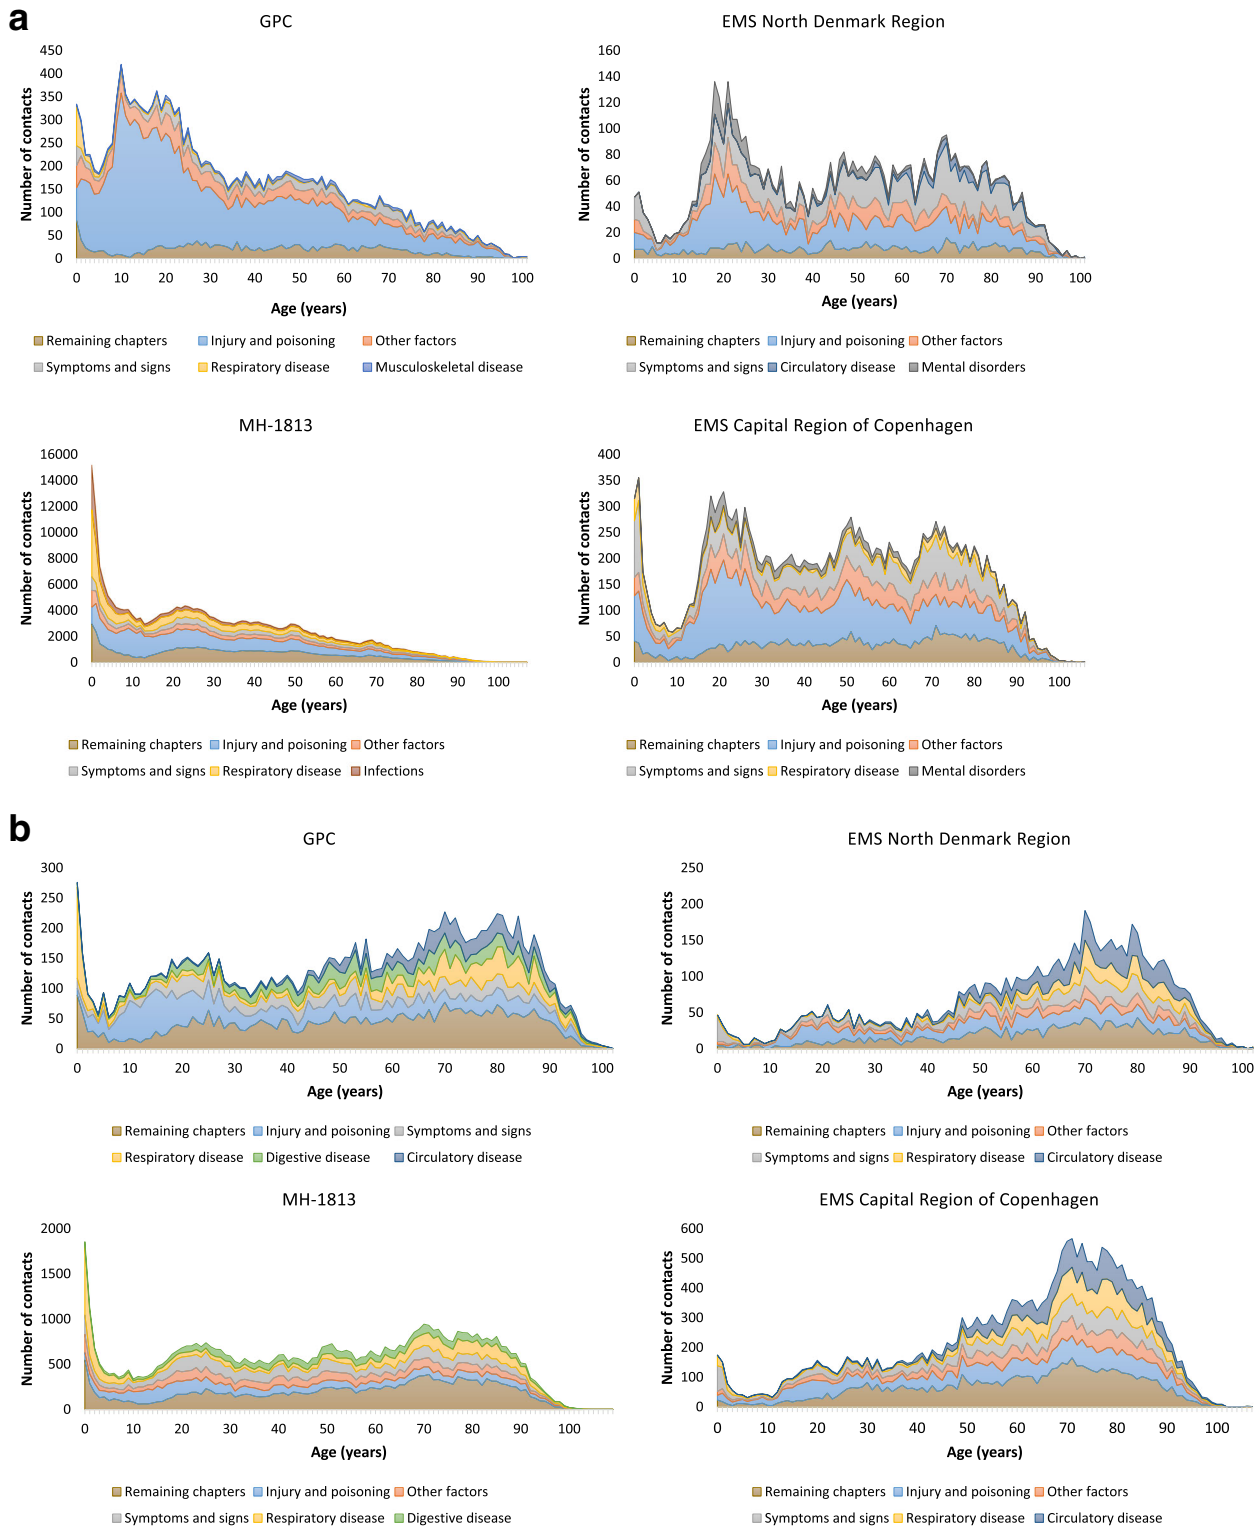 a
GPC
Number of contacts
450
400
350
300
250
200
150
100
50
0
0 10 20 30 40 50 60 70 80 90 100
Age (years)
Remaining chapters Injury and poisoning Other factors
Symptoms and signs Respiratory disease Musculoskeletal disease
EMS North Denmark Region
Number of contacts
160
140
120
100
80
60
40
20
0
0 10 20 30 40 50 60 70 80 90 100
Age (years)
Remaining chapters Injury and poisoning Other factors
Symptoms and signs Circulatory disease Mental disorders
MH-1813
Number of contacts
16000
14000
12000
10000
8000
6000
4000
2000
0
0 10 20 30 40 50 60 70 80 90 100
Age (years)
Remaining chapters Injury and poisoning Other factors
Symptoms and signs Respiratory disease Infections
EMS Capital Region of Copenhagen
Number of contacts
400
350
300
250
200
150
100
50
0
0 10 20 30 40 50 60 70 80 90 100
Age (years)
Remaining chapters Injury and poisoning Other factors
Symptoms and signs Respiratory disease Mental disorders
b
GPC
Number of contacts
300
250
200
150
100
50
0
0 10 20 30 40 50 60 70 80 90 100
Age (years)
Remaining chapters Injury and poisoning Symptoms and signs
Respiratory disease Digestive disease Circulatory disease
EMS North Denmark Region
Number of contacts
250
200
150
100
50
0
0 10 20 30 40 50 60 70 80 90 100
Age (years)
Remaining chapters Injury and poisoning Other factors
Symptoms and signs Respiratory disease Circulatory disease
MH-1813
Number of contacts
2000
1500
1000
500
0
0 10 20 30 40 50 60 70 80 90 100
Age (years)
Remaining chapters Injury and poisoning Other factors
Symptoms and signs Respiratory disease Digestive disease
EMS Capital Region of Copenhagen
Number of contacts
600
500
400
300
200
100
0
0 10 20 30 40 50 60 70 80 90 100
Age (years)
Remaining chapters Injury and poisoning Other factors
Symptoms and signs Respiratory disease Circulatory disease